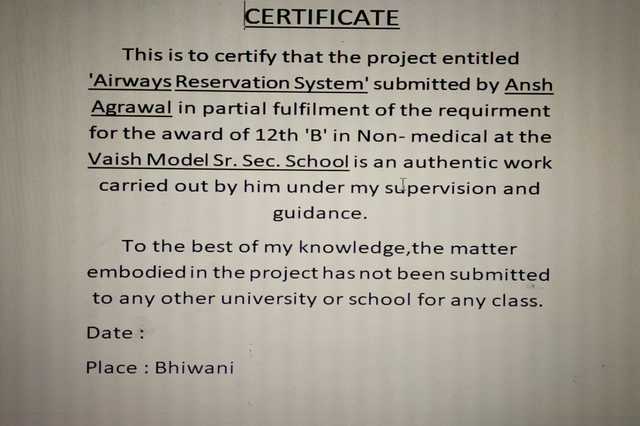 CERTIFICATE
This is to certify that the project entitled
'Airways Reservation System' submitted by Ansh
Agrawal in partial fulfilment of the requirment
for the award of 12th 'B' in Non- medical at the
Vaish Model Sr. Sec. School is an authentic work
carried out by him under my supervision and
guidance.
To the best of my knowledge,the matter
embodied in the project has not been submitted
to any other university or school for any class.
Date :
Place : Bhiwani